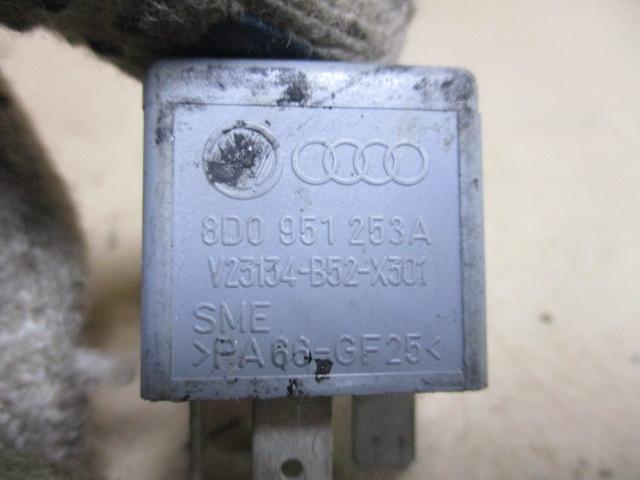 8D0 951 253A
V23134-B52-X301
SME
>PA66-GF25<